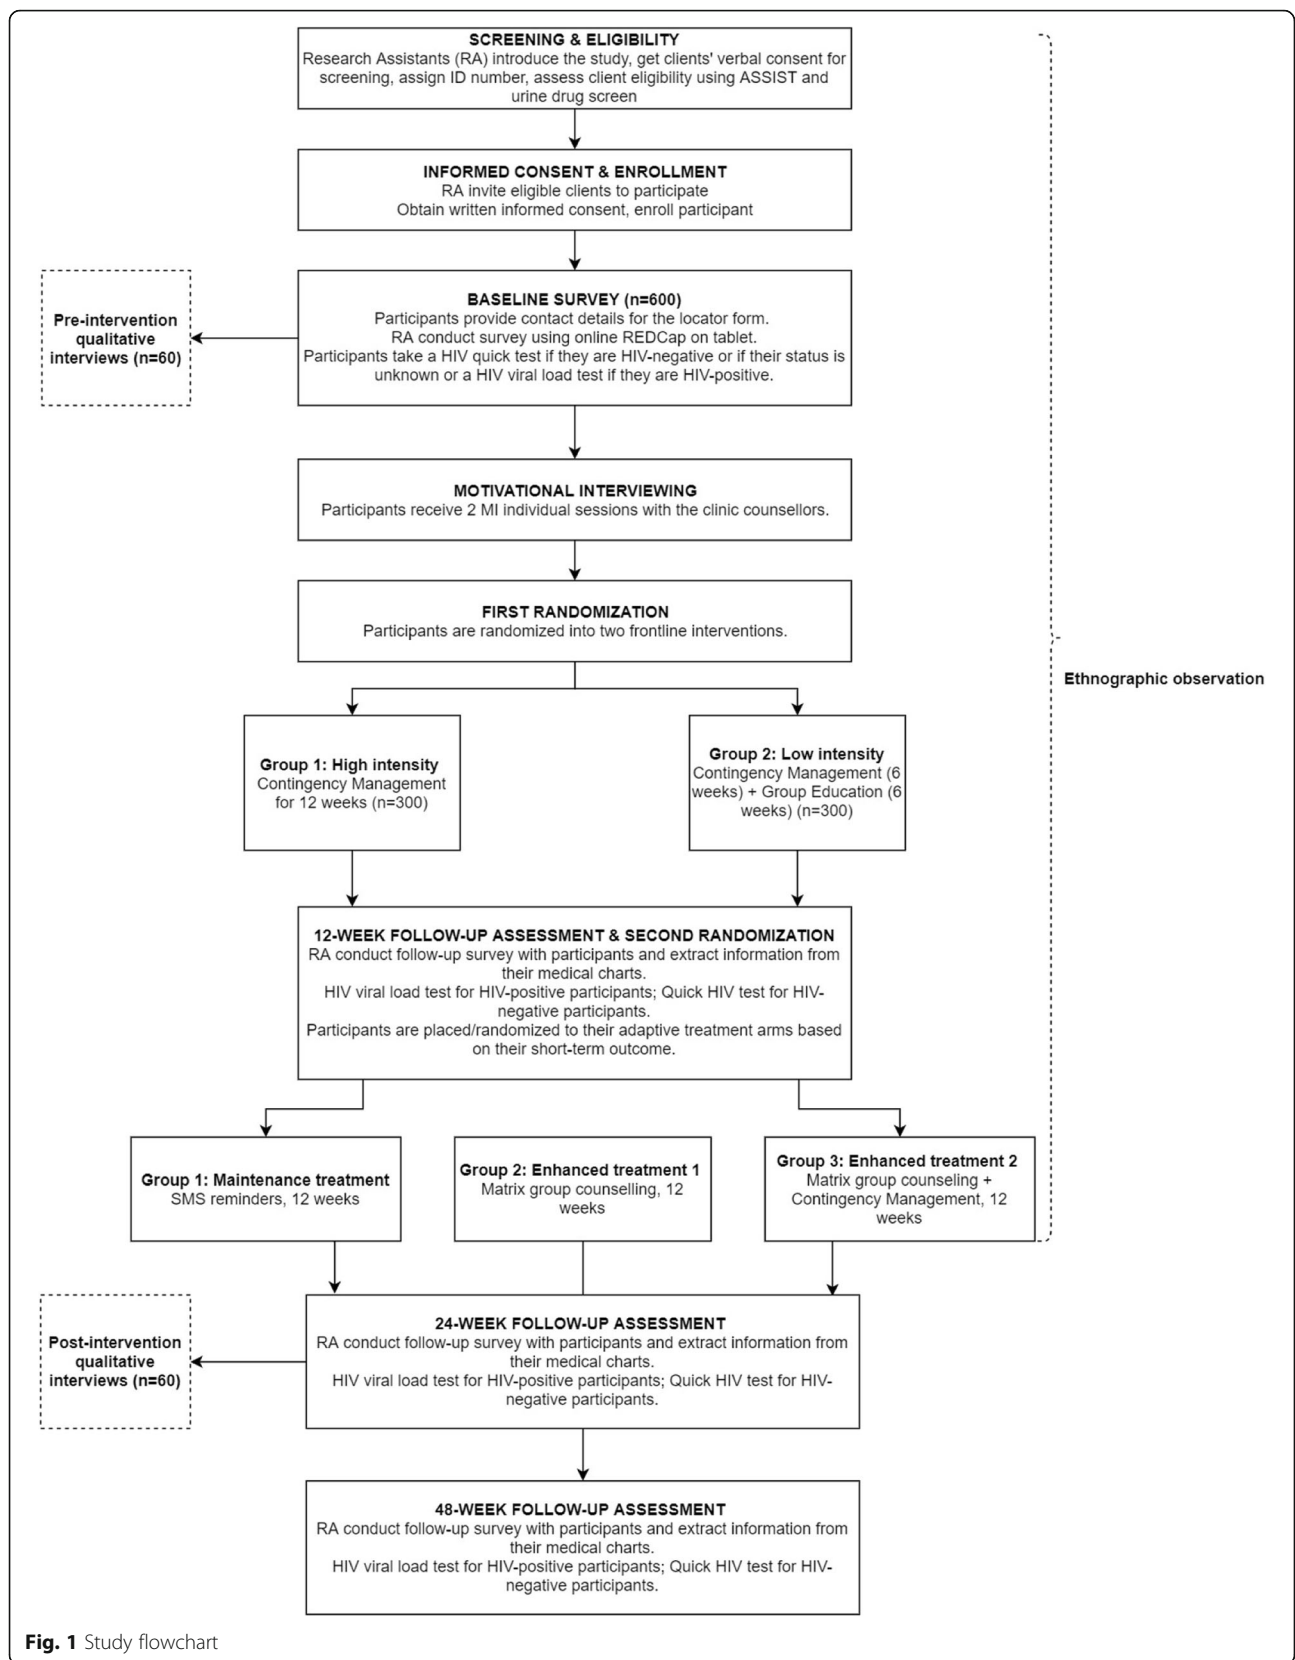 SCREENING & ELIGIBILITY
Research Assistants (RA) introduce the study, get clients' verbal consent for
screening, assign ID number, assess client eligibility using ASSIST and
urine drug screen
INFORMED CONSENT & ENROLLMENT
RA invite eligible clients to participate
Obtain written informed consent, enroll participant
Pre-intervention
qualitative
interviews (n=60)
BASELINE SURVEY (n=600)
Participants provide contact details for the locator form.
RA conduct survey using online REDCap on tablet.
Participants take a HIV quick test if they are HIV-negative or if their status is
unknown or a HIV viral load test if they are HIV-positive.
MOTIVATIONAL INTERVIEWING
Participants receive 2 MI individual sessions with the clinic counsellors.
FIRST RANDOMIZATION
Participants are randomized into two frontline interventions.
Ethnographic observation
Group 1: High intensity
Contingency Management
for 12 weeks (n=300)
Group 2: Low intensity
Contingency Management (6
weeks) + Group Education (6
weeks) (n=300)
12-WEEK FOLLOW-UP ASSESSMENT & SECOND RANDOMIZATION
RA conduct follow-up survey with participants and extract information from
their medical charts.
HIV viral load test for HIV-positive participants; Quick HIV test for HIV-
negative participants.
Participants are placed/randomized to their adaptive treatment arms based
on their short-term outcome.
Group 1: Maintenance treatment
SMS reminders, 12 weeks
Group 2: Enhanced treatment 1
Matrix group counselling, 12
weeks
Group 3: Enhanced treatment 2
Matrix group counseling +
Contingency Management, 12
weeks
Post-intervention
qualitative
interviews (n=60)
24-WEEK FOLLOW-UP ASSESSMENT
RA conduct follow-up survey with participants and extract information from
their medical charts.
HIV viral load test for HIV-positive participants; Quick HIV test for HIV-
negative participants.
48-WEEK FOLLOW-UP ASSESSMENT
RA conduct follow-up survey with participants and extract information from
their medical charts.
HIV viral load test for HIV-positive participants; Quick HIV test for HIV-
negative participants.
Fig. 1 Study flowchart